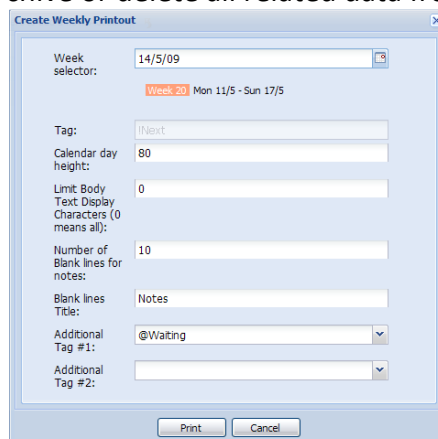 Create Weekly Printout
Week
selector:
14/5/09
Week 20 Mon 11/5 - Sun 17/5
Tag:
!Next
Calendar day
height:
80
Limit Body
Text Display
Characters (0
means all):
0
Number of
Blank lines for
notes:
10
Blank lines
Title:
Notes
Additional
Tag #1:
@Waiting
Additional
Tag #2:
Print
Cancel